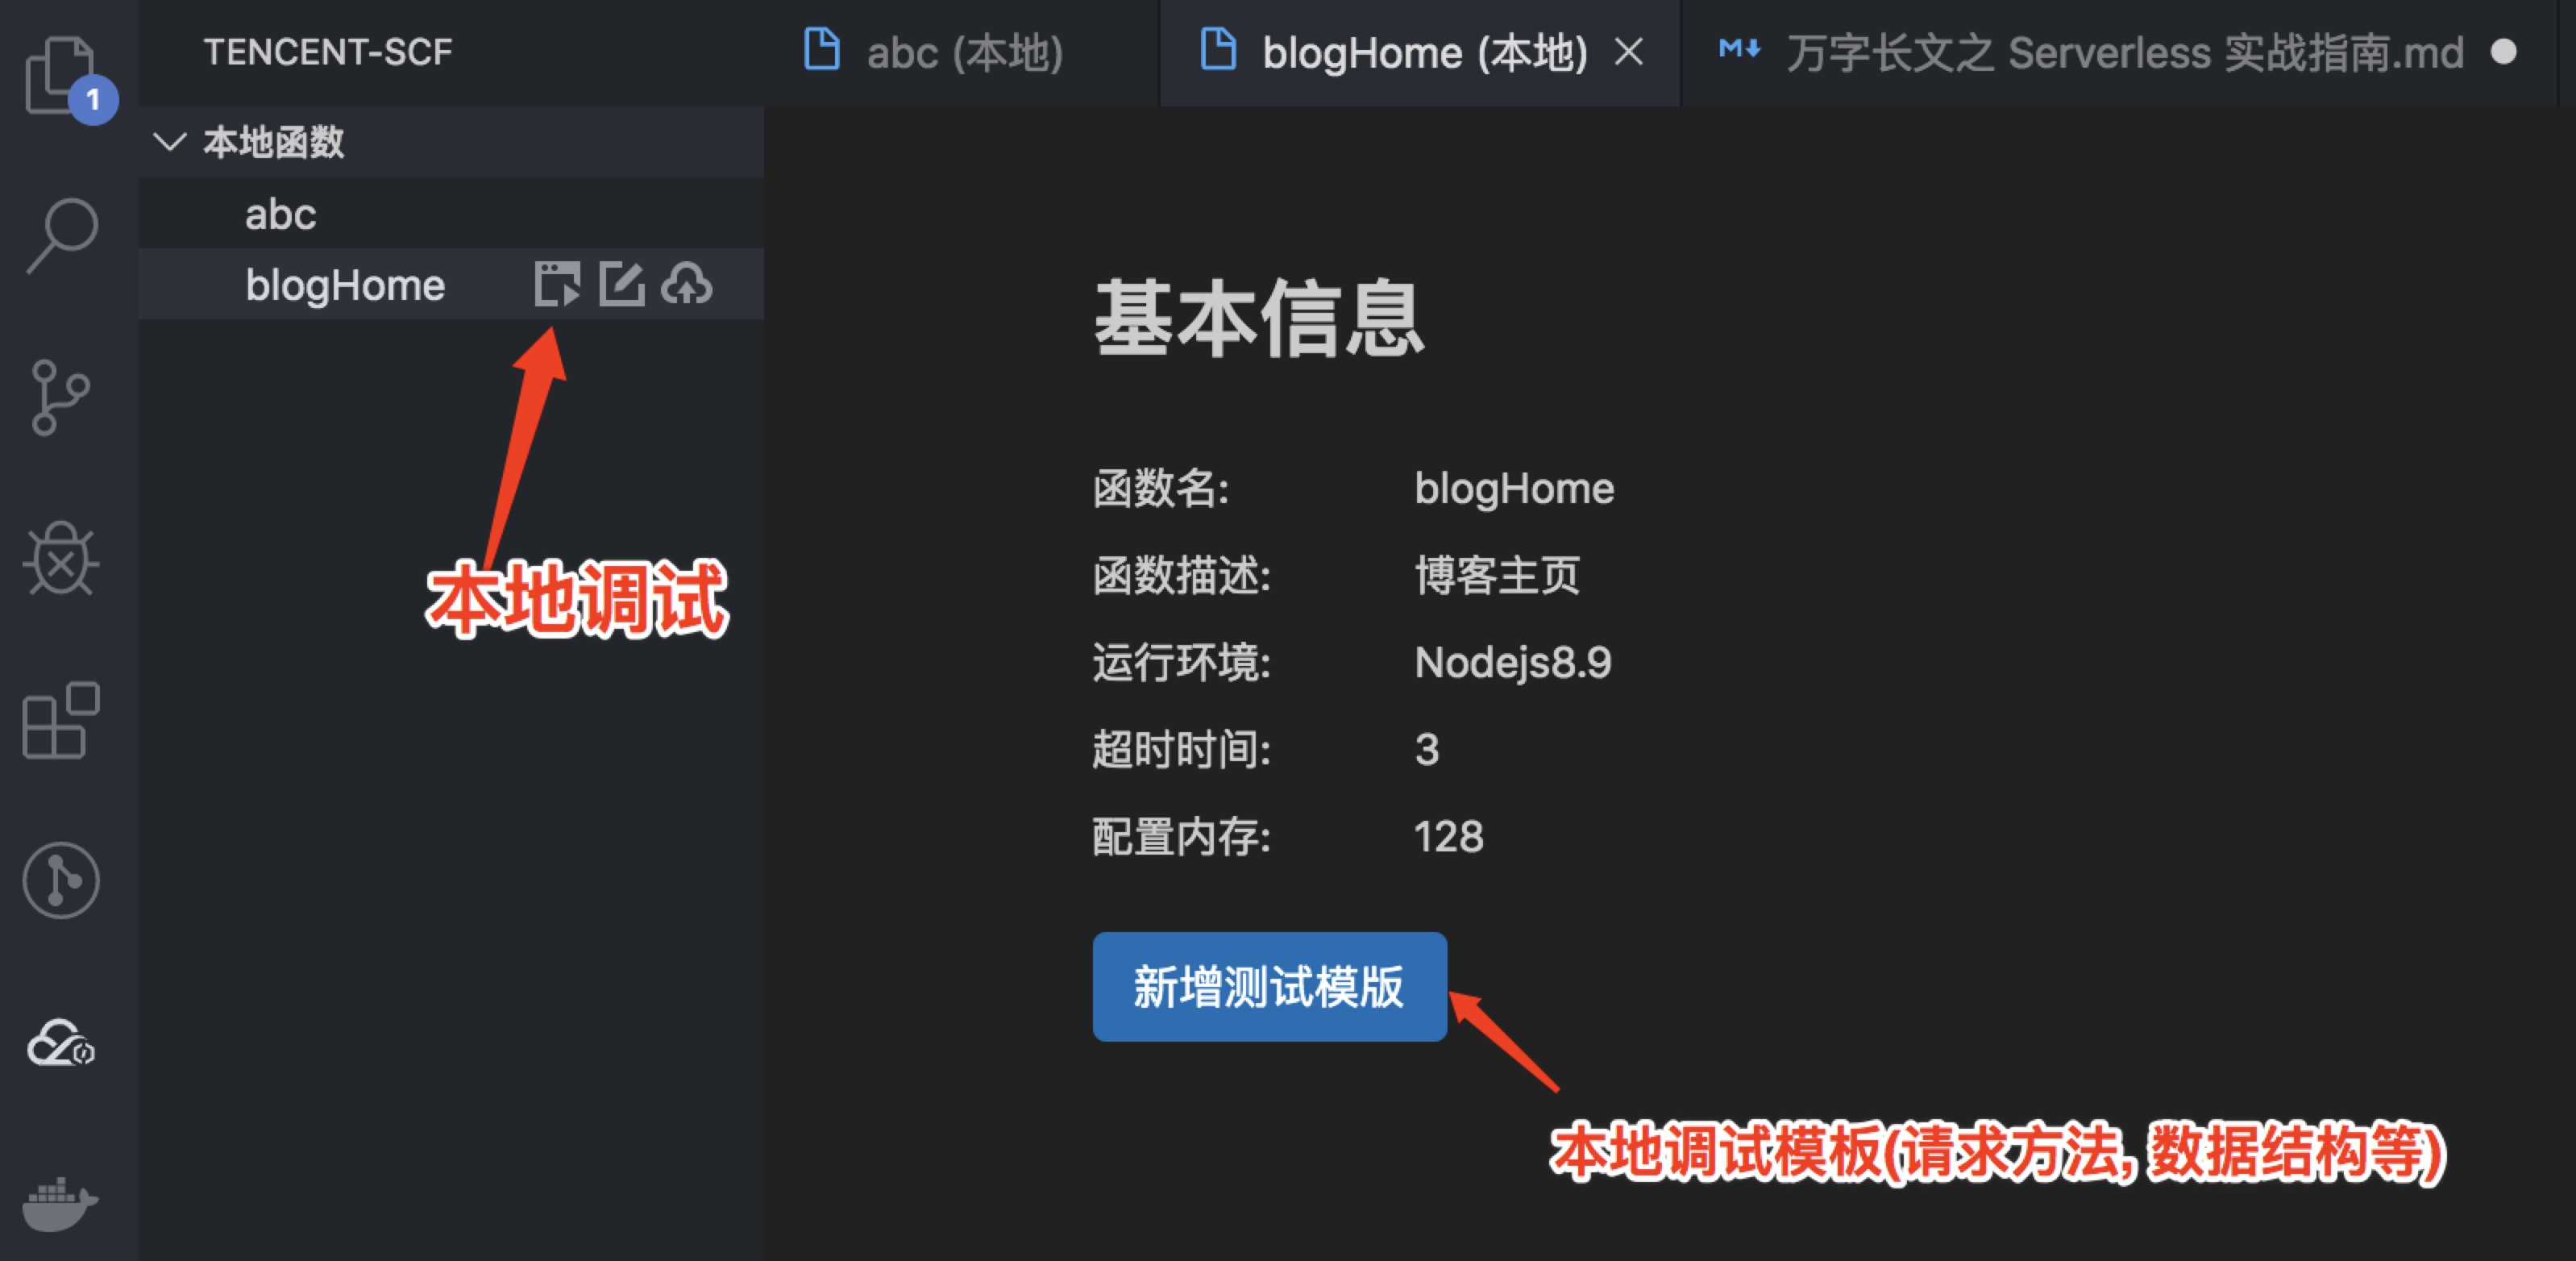 TENCENT-SCF
abc (本地)
blogHome (本地)
万字长文之 Serverless 实战指南.md
1
本地函数
abc
blogHome
本地调试
基本信息
函数名: blogHome
函数描述: 博客主页
运行环境: Nodejs8.9
超时时间: 3
配置内存: 128
新增测试模版
本地调试模板(请求方法, 数据结构等)